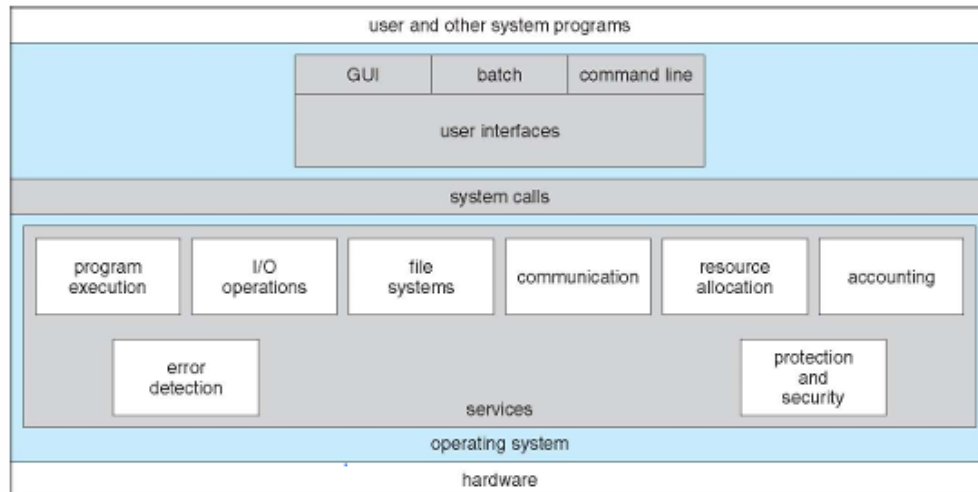 user and other system programs
GUI
batch
command line
user interfaces
system calls
program
execution
I/O
operations
file
systems
communication
resource
allocation
accounting
error
detection
protection
and
security
services
operating system
hardware